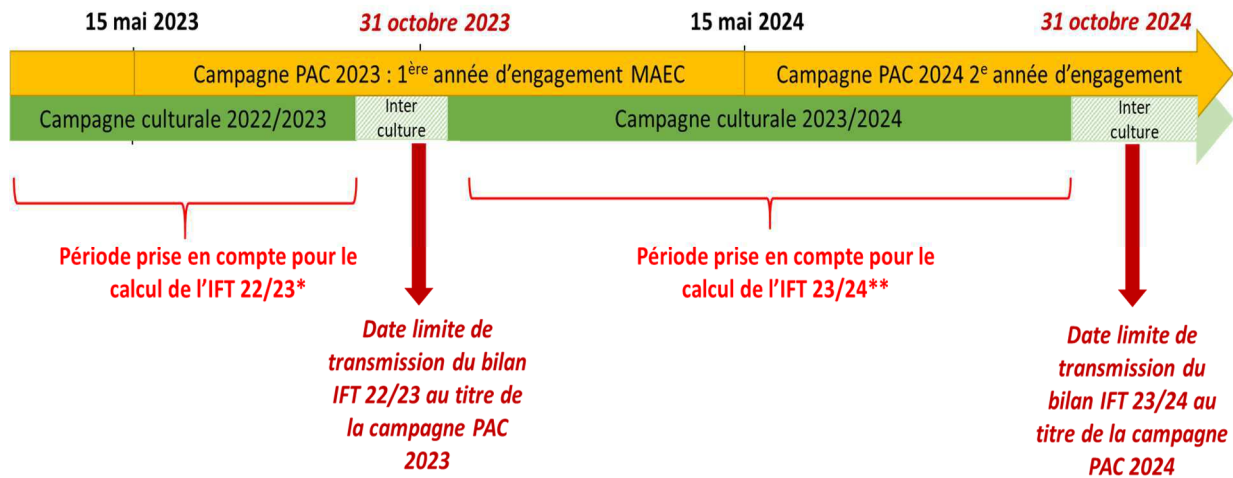 15 mai 2023
31 octobre 2023
15 mai 2024
31 octobre 2024
Campagne PAC 2023 : 1ère année d’engagement MAEC
Campagne PAC 2024 2e année d’engagement
Campagne culturale 2022/2023
Inter
culture
Campagne culturale 2023/2024
Inter
culture
Période prise en compte pour le
calcul de l’IFT 22/23*
Période prise en compte pour le
calcul de l’IFT 23/24**
Date limite de
transmission du bilan
IFT 22/23 au titre de
la campagne PAC
2023
Date limite de
transmission du
bilan IFT 23/24 au
titre de la campagne
PAC 2024